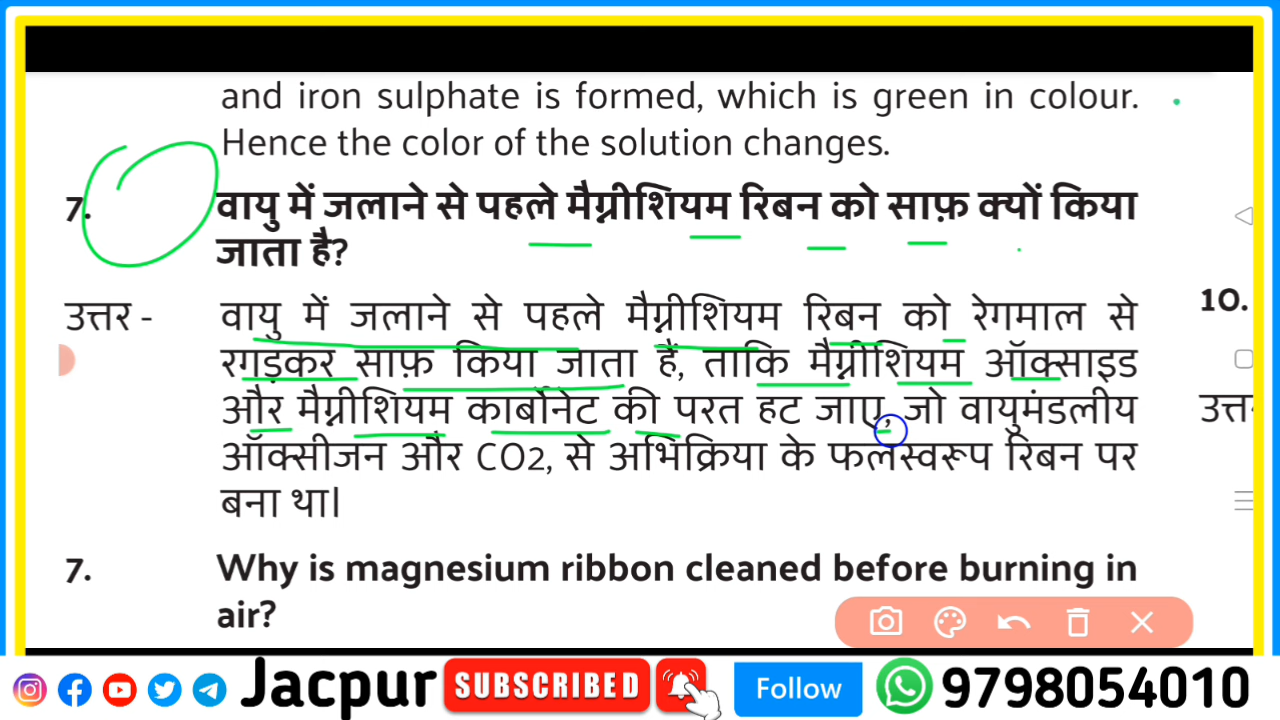 and iron sulphate is formed, which is green in colour.
Hence the color of the solution changes.
7. वायु में जलाने से पहले मैग्नीशियम रिबन को साफ़ क्यों किया
जाता है?
उत्तर - वायु में जलाने से पहले मैग्नीशियम रिबन को रेगमाल से
रगड़कर साफ़ किया जाता है, ताकि मैग्नीशियम ऑक्साइड
और मैग्नीशियम कार्बोनेट की परत हट जाए, जो वायुमंडलीय
ऑक्सीजन और CO2, से अभिक्रिया के फलस्वरूप रिबन पर
बना था।
7. Why is magnesium ribbon cleaned before burning in
air?
10.
Jacpur SUBSCRIBED Follow 9798054010